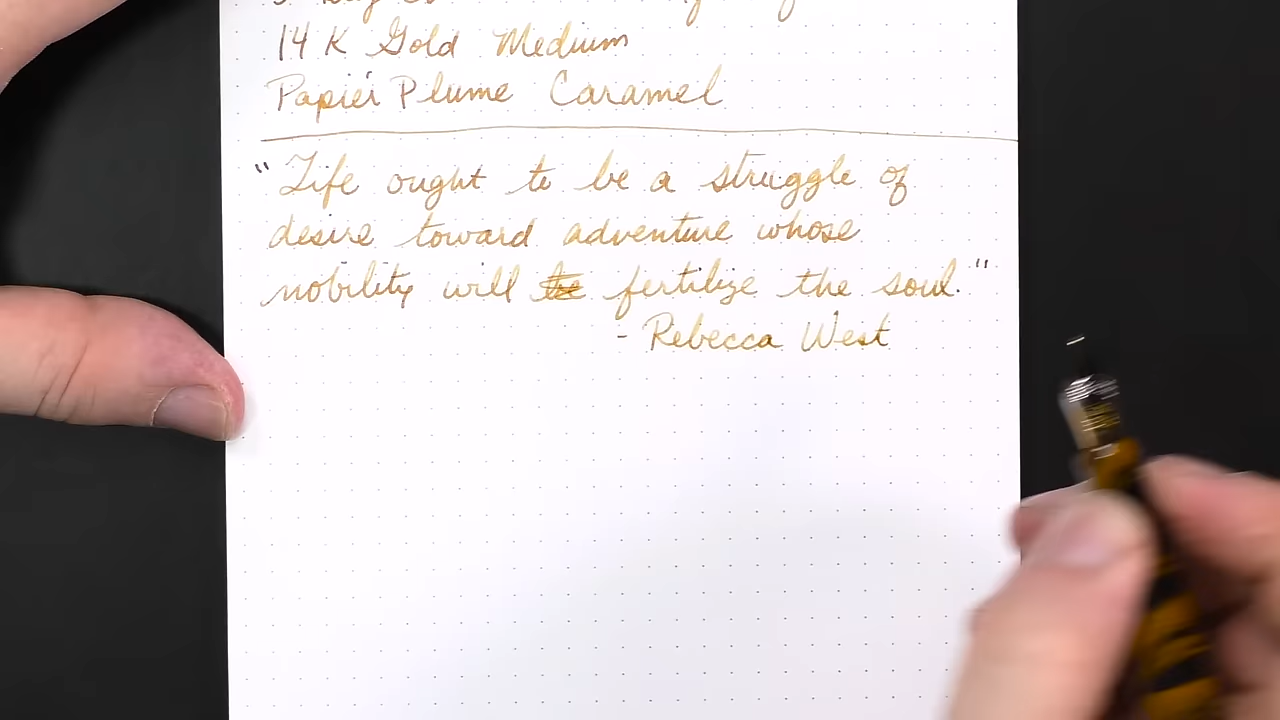 14 K Gold Medium
Papier Plume Caramel
"Life ought to be a struggle of
desire toward adventure whose
nobility will fertilize the soul."
- Rebecca West